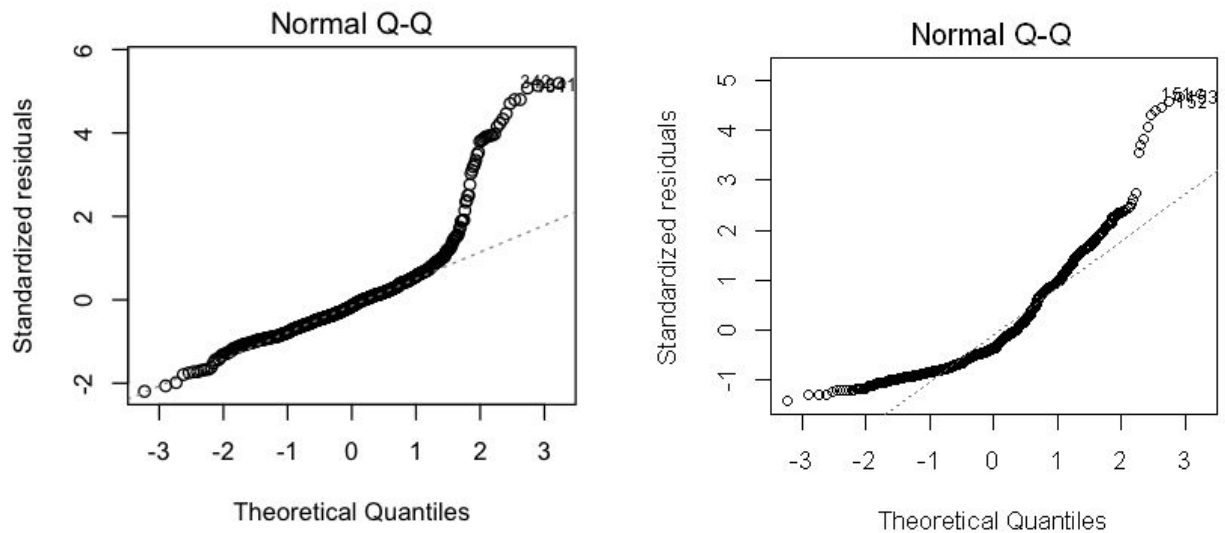 Normal Q-Q
Standardized residuals
6
4
2
0
-2
-3 -2 -1 0 1 2 3
Theoretical Quantiles
Normal Q-Q
Standardized residuals
5
4
3
2
1
0
-1
-3 -2 -1 0 1 2 3
Theoretical Quantiles